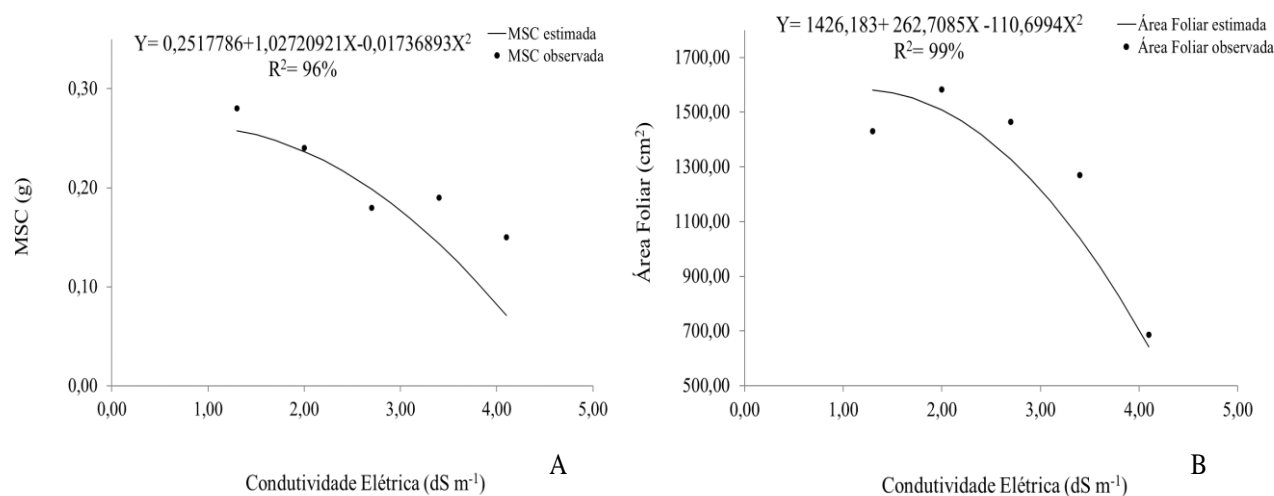 Y= 0,2517786+1,02720921X-0,01736893X²
R²= 96%
MSC estimada
MSC observada
0,30
0,20
0,10
0,00
MSC (g)
0,00 1,00 2,00 3,00 4,00 5,00
Condutividade Elétrica (dS m⁻¹)
A
Y= 1426,183+ 262,7085X -110,6994X²
R²= 99%
Área Foliar estimada
Área Foliar observada
1700,00
1500,00
1300,00
1100,00
900,00
700,00
500,00
Área Foliar (cm²)
0,00 1,00 2,00 3,00 4,00 5,00
Condutividade Elétrica (dS m⁻¹)
B